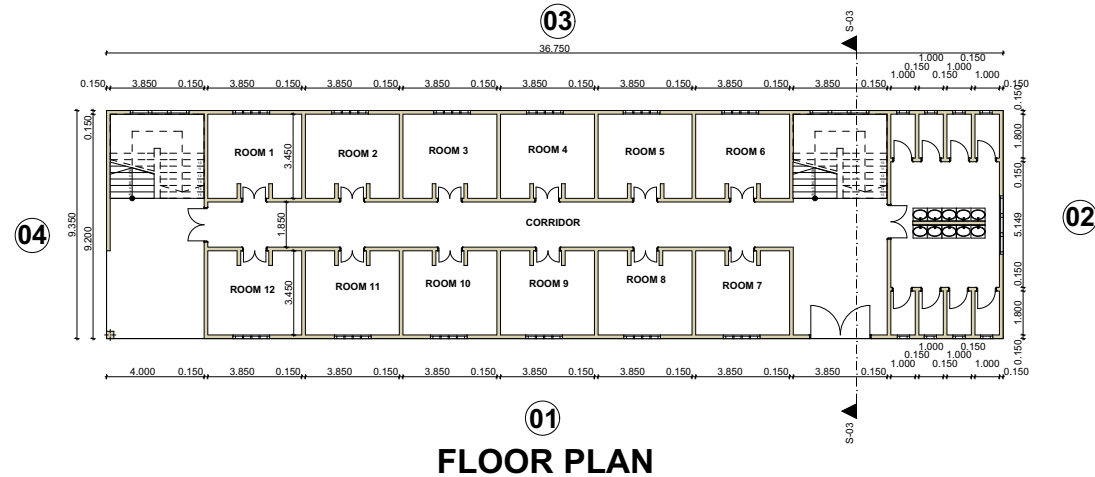 03
S-03
36.750
1.000 1.000
0.150 0.150
0.150 3.850 0.150 3.850 0.150 3.850 0.150 3.850 0.150 3.850 0.150 3.850 0.150 3.850 0.150 3.850 0.150 1.000 0.150 1.000 0.150
0.150
0.150
1.800
ROOM 1
ROOM 2
ROOM 3
ROOM 4
ROOM 5
ROOM 6
3.450
0.150
04
9.350
9.200
1.850
CORRIDOR
5.149
02
ROOM 12
ROOM 11
ROOM 10
ROOM 9
ROOM 8
ROOM 7
3.450
0.150
1.800
0.150
1.000 0.150
0.150 1.000
4.000 0.150 3.850 0.150 3.850 0.150 3.850 0.150 3.850 0.150 3.850 0.150 3.850 0.150 3.850 0.150 1.000 0.150 1.000 0.150
01
S-03
FLOOR PLAN